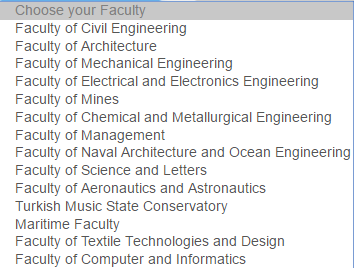 Choose your Faculty
Faculty of Civil Engineering
Faculty of Architecture
Faculty of Mechanical Engineering
Faculty of Electrical and Electronics Engineering
Faculty of Mines
Faculty of Chemical and Metallurgical Engineering
Faculty of Management
Faculty of Naval Architecture and Ocean Engineering
Faculty of Science and Letters
Faculty of Aeronautics and Astronautics
Turkish Music State Conservatory
Maritime Faculty
Faculty of Textile Technologies and Design
Faculty of Computer and Informatics